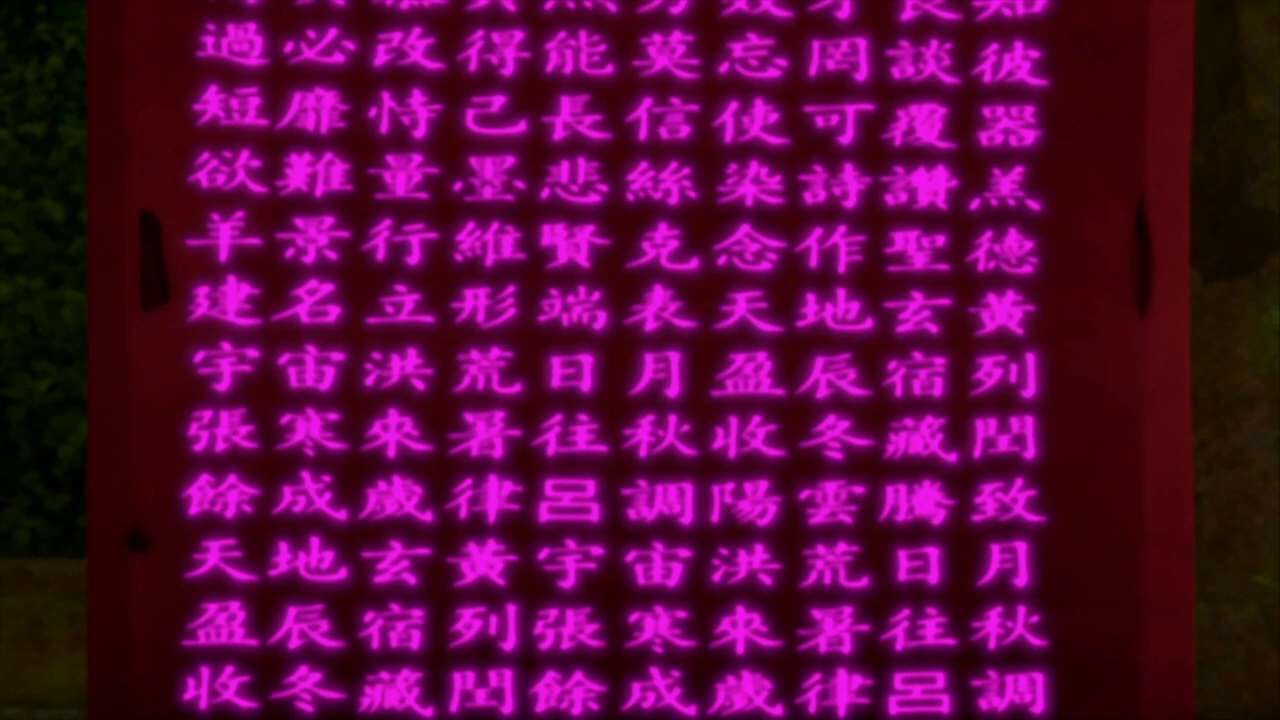 過必改得能莫忘罔談彼
短靡恃己長信使可覆器
欲難量墨悲絲染詩讚羔
羊景行維賢克念作聖德
建名立形端表天地玄黃
宇宙洪荒日月盈辰宿列
張寒來暑往秋收冬藏閏
餘成歲律呂調陽雲騰致
天地玄黃宇宙洪荒日月
盈辰宿列張寒來暑往秋
收冬藏閏餘成歲律呂調